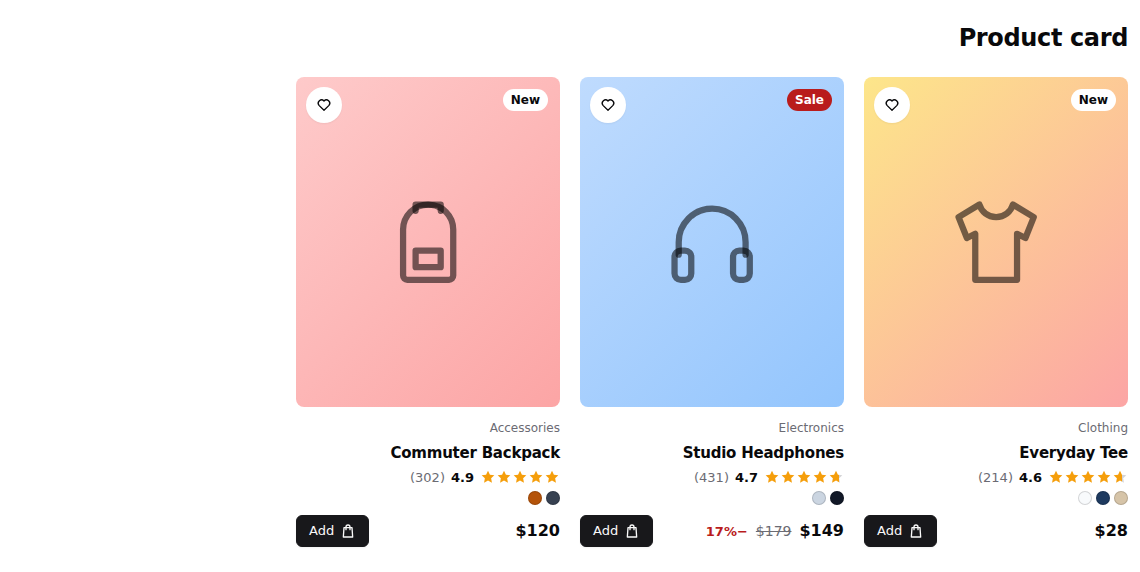 Product card
New
Clothing
Everyday Tee
4.6 (214)
$28
Add
Sale
Electronics
Studio Headphones
4.7 (431)
$149 $179 17%−
Add
New
Accessories
Commuter Backpack
4.9 (302)
$120
Add